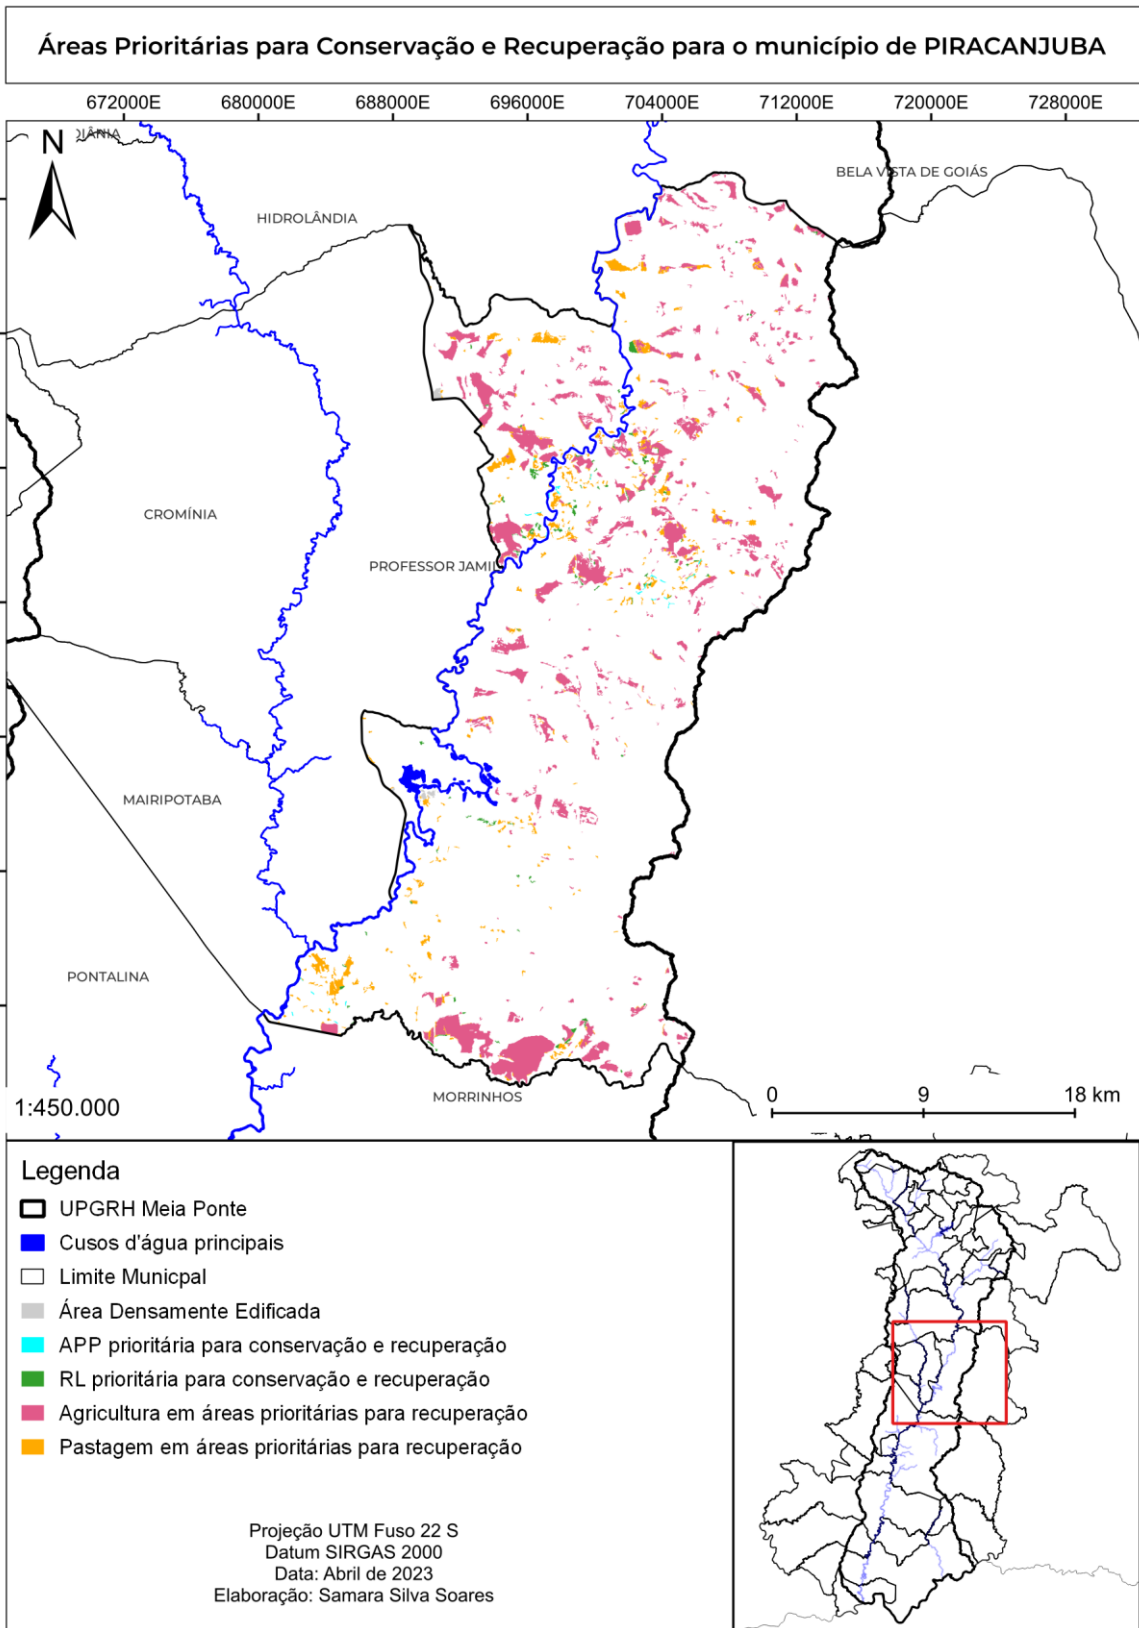 Áreas Prioritárias para Conservação e Recuperação para o município de PIRACANJUBA
672000E 680000E 688000E 696000E 704000E 712000E 720000E 728000E
N
BELA VISTA DE GOIÁS
HIDROLÂNDIA
CROMÍNIA
PROFESSOR JAMIL
MAIRIPOTABA
PONTALINA
MORRINHOS
1:450.000
0 9 18 km
Legenda
UPGRH Meia Ponte
Cusos d'água principais
Limite Municpal
Área Densamente Edificada
APP prioritária para conservação e recuperação
RL prioritária para conservação e recuperação
Agricultura em áreas prioritárias para recuperação
Pastagem em áreas prioritárias para recuperação
Projeção UTM Fuso 22 S
Datum SIRGAS 2000
Data: Abril de 2023
Elaboração: Samara Silva Soares